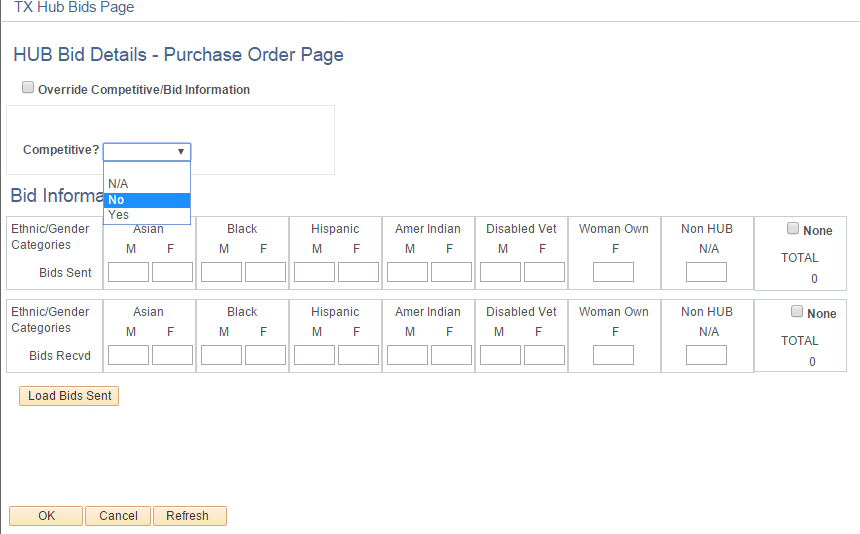 TX Hub Bids Page
HUB Bid Details - Purchase Order Page
Override Competitive/Bid Information
Competitive?
N/A
No
Yes
Bid Informa
Ethnic/Gender Categories Asian Black Hispanic Amer Indian Disabled Vet Woman Own Non HUB None
M F M F M F M F M F F N/A TOTAL
Bids Sent 0
Ethnic/Gender Categories Asian Black Hispanic Amer Indian Disabled Vet Woman Own Non HUB None
M F M F M F M F M F F N/A TOTAL
Bids Recvd 0
Load Bids Sent
OK Cancel Refresh